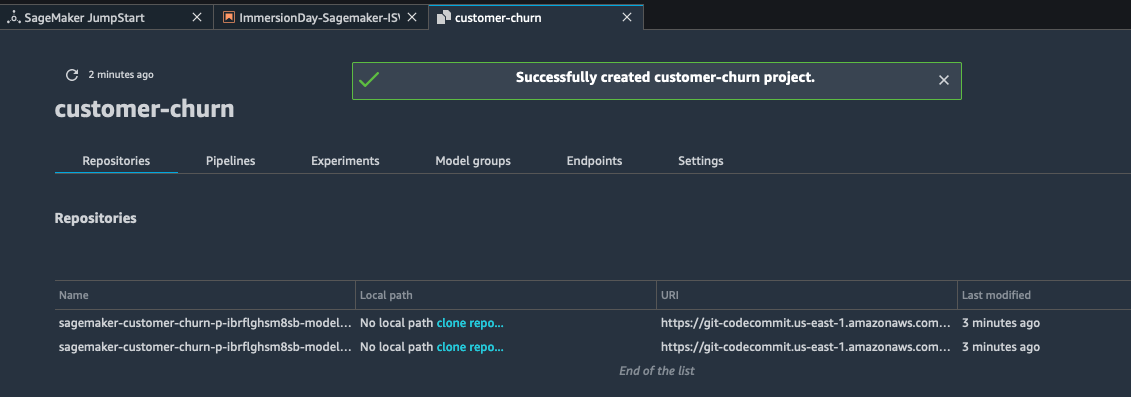 SageMaker JumpStart
ImmersionDay-Sagemaker-ISV
customer-churn
2 minutes ago
Successfully created customer-churn project.
customer-churn
Repositories Pipelines Experiments Model groups Endpoints Settings
Repositories
Name Local path URI Last modified
sagemaker-customer-churn-p-ibrflghsm8sb-model... No local path clone repo... https://git-codecommit.us-east-1.amazonaws.com... 3 minutes ago
sagemaker-customer-churn-p-ibrflghsm8sb-model... No local path clone repo... https://git-codecommit.us-east-1.amazonaws.com... 3 minutes ago
End of the list